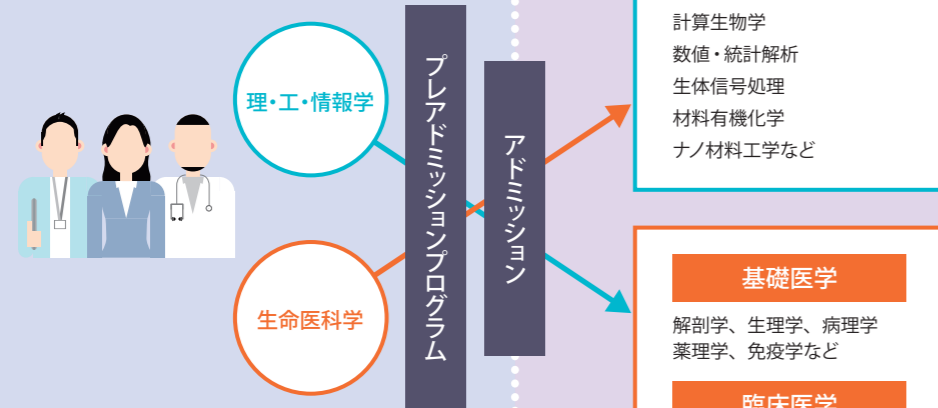 理・工・情報学
生命医科学
プレアドミッションプログラム
アドミッション
計算生物学
数値・統計解析
生体信号処理
材料有機化学
ナノ材料工学など
基礎医学
解剖学、生理学、病理学
薬理学、免疫学など
臨床医学